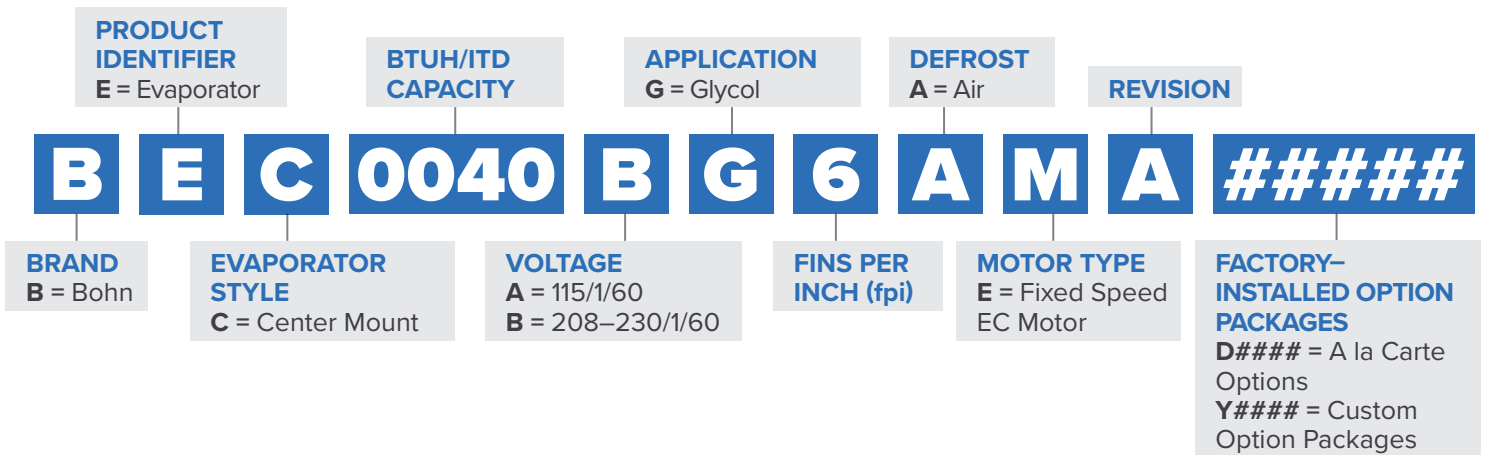 PRODUCT
IDENTIFIER
E = Evaporator
BTUH/ITD
CAPACITY
APPLICATION
G = Glycol
DEFROST
A = Air
REVISION
B E C 0040 B G 6 A M A #####
BRAND
B = Bohn
EVAPORATOR
STYLE
C = Center Mount
VOLTAGE
A = 115/1/60
B = 208–230/1/60
FINS PER
INCH (fpi)
MOTOR TYPE
E = Fixed Speed
EC Motor
FACTORY–
INSTALLED OPTION
PACKAGES
D#### = A la Carte
Options
Y#### = Custom
Option Packages